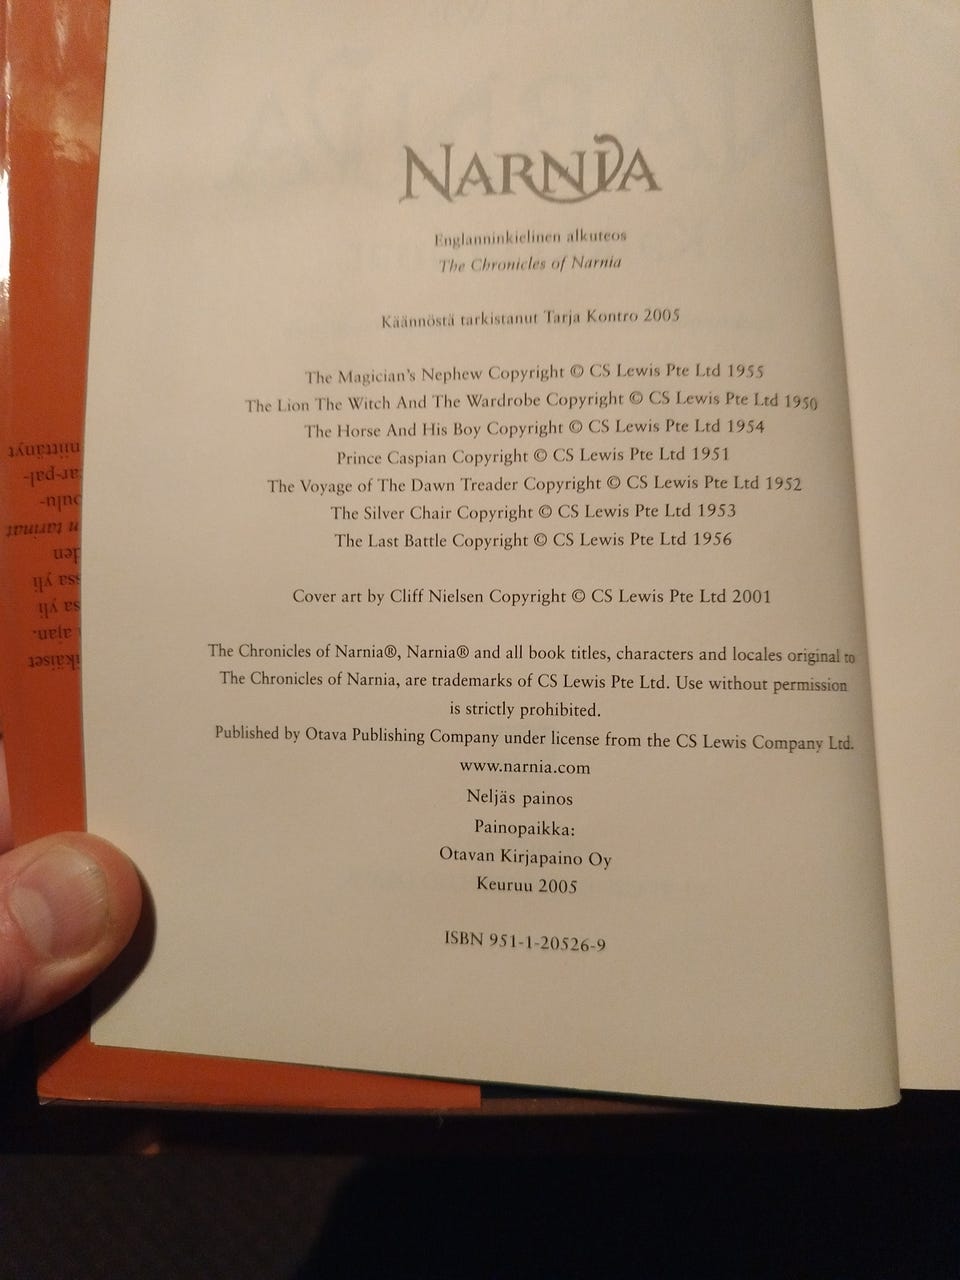 NARNIA
Englanninkielinen alkuteos
The Chronicles of Narnia
Käännöstä tarkistanut Tarja Kontro 2005
The Magician's Nephew Copyright © CS Lewis Pte Ltd 1955
The Lion The Witch And The Wardrobe Copyright © CS Lewis Pte Ltd 1950
The Horse And His Boy Copyright © CS Lewis Pte Ltd 1954
Prince Caspian Copyright © CS Lewis Pte Ltd 1951
The Voyage of The Dawn Treader Copyright © CS Lewis Pte Ltd 1952
The Silver Chair Copyright © CS Lewis Pte Ltd 1953
The Last Battle Copyright © CS Lewis Pte Ltd 1956
Cover art by Cliff Nielsen Copyright © CS Lewis Pte Ltd 2001
The Chronicles of Narnia®, Narnia® and all book titles, characters and locales original to
The Chronicles of Narnia, are trademarks of CS Lewis Pte Ltd. Use without permission
is strictly prohibited.
Published by Otava Publishing Company under license from the CS Lewis Company Ltd.
www.narnia.com
Neljäs painos
Painopaikka:
Otavan Kirjapaino Oy
Keuruu 2005
ISBN 951-1-20526-9